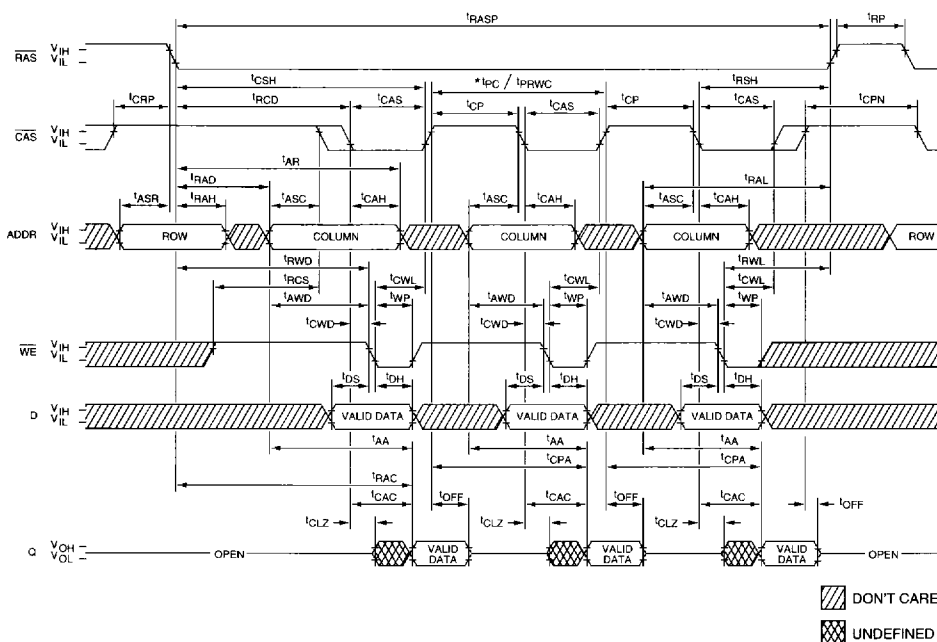 tRASP tRP
RAS VIH VIL
tCSH *tPC / tPRWC tRSH
tCRP tRCD tCAS tCP tCAS tCP tCAS tCPN
CAS VIH VIL
tAR
tRAD tRAL
tASR tRAH tASC tCAH tASC tCAH tASC tCAH
ADDR VIH VIL ROW COLUMN COLUMN COLUMN ROW
tRWD tRWL
tRCS tCWL tCWL tCWL
tAWD tWP tAWD tWP tAWD tWP
tCWD tCWD tCWD
WE VIH VIL
tDS tDH tDS tDH tDS tDH
D VIH VIL VALID DATA VALID DATA VALID DATA
tAA tAA tAA
tCPA tCPA
tRAC
tCAC tOFF tCAC tOFF tCAC tOFF
tCLZ tCLZ tCLZ
Q VOH VOL OPEN VALID DATA VALID DATA VALID DATA OPEN
DON'T CARE
UNDEFINED